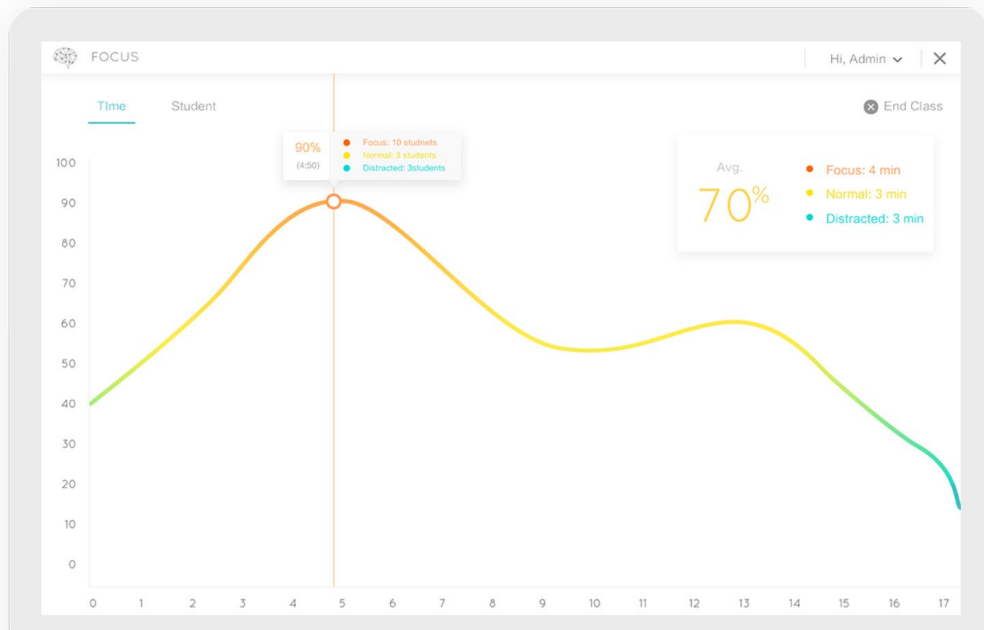 FOCUS
Hi, Admin
TIme
Student
End Class
90%
(4:50)
Focus: 10 studnets
Normal: 3 students
Distracted: 3students
Avg.
70%
Focus: 4 min
Normal: 3 min
Distracted: 3 min
100
90
80
70
60
50
40
30
20
10
0
0 1 2 3 4 5 6 7 8 9 10 11 12 13 14 15 16 17